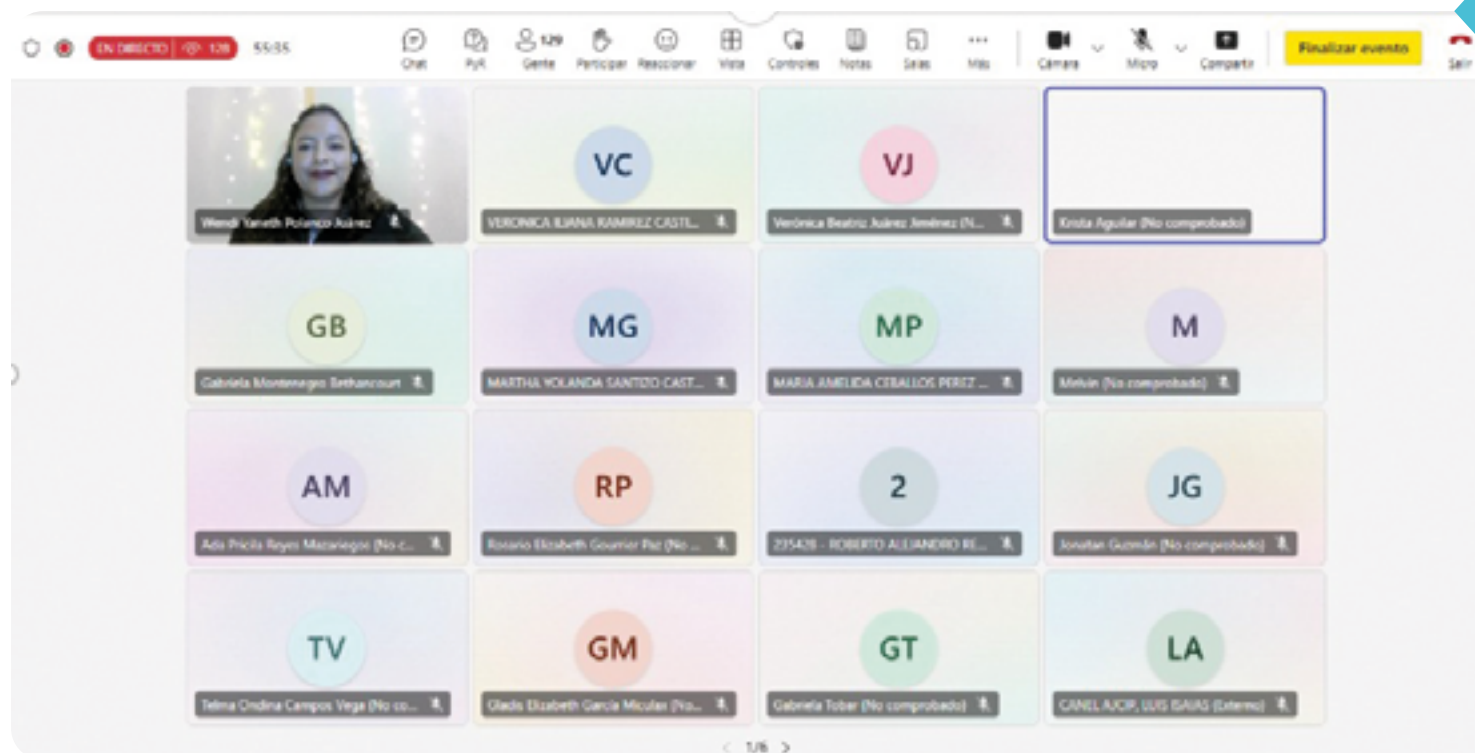 EN DIRECTO 128 55:35 Chat PyR Gente 129 Participar Reaccionar Vista Controles Notas Salas Más Cámara Micro Compartir Finalizar evento Salir
Wendi Yaneth Polanco Juárez
VC
VERONICA ILIANA RAMIREZ CASTI...
VJ
Verónica Beatriz Juárez Jiménez (N...
Krista Aguilar (No comprobado)
GB
Gabriela Montenegro Bethancourt
MG
MARTHA YOLANDA SANTIZO CAST...
MP
MARIA AMELIDA CEBALLOS PEREZ ...
M
Melvin (No comprobado)
AM
Ada Pricila Reyes Mazariegos (No c...
RP
Rosario Elizabeth Gourrier Paz (No ...
2
235428 - ROBERTO ALEJANDRO RE...
JG
Jonatan Guzmán (No comprobado)
TV
Telma Ondina Campos Vega (No co...
GM
Gladis Elizabeth García Miculax (No...
GT
Gabriela Tobar (No comprobado)
LA
CANEL AJCIP, LUIS ISAIAS (Externo)
1/6